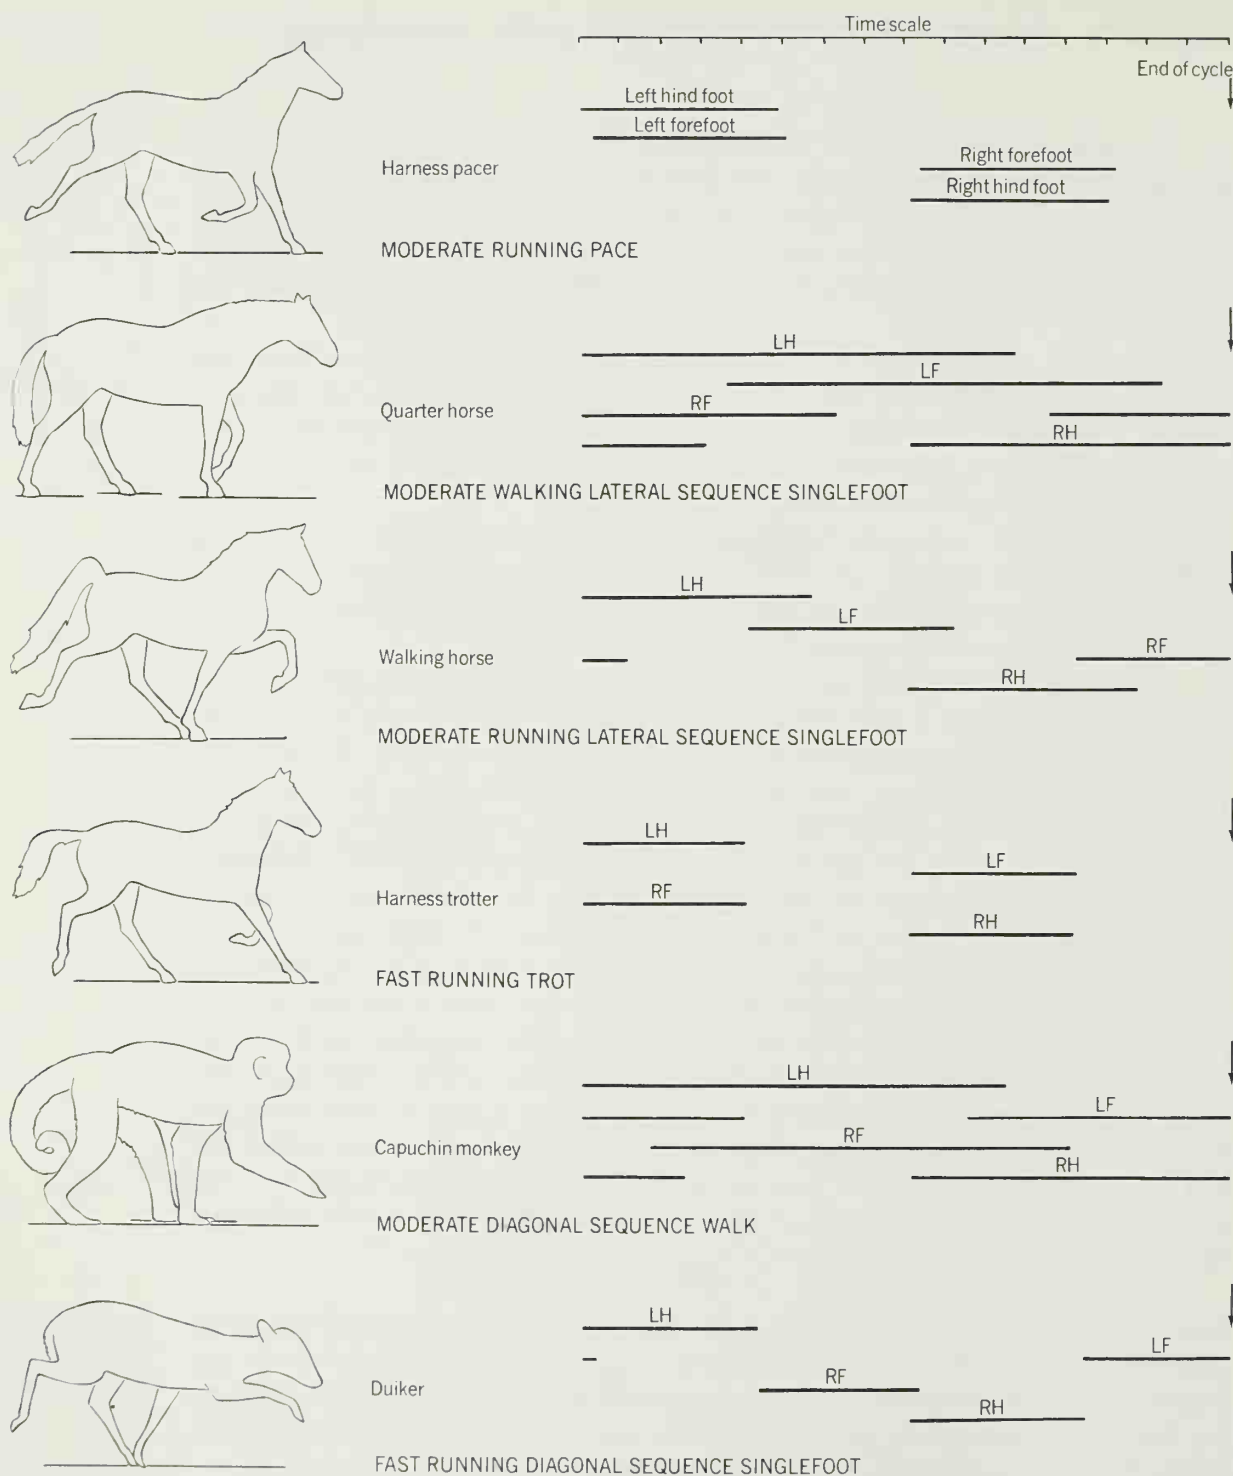 Time scale
End of cycle
Left hind foot
Left forefoot
Harness pacer
Right forefoot
Right hind foot
MODERATE RUNNING PACE
LH
LF
Quarter horse
RF
RH
MODERATE WALKING LATERAL SEQUENCE SINGLEFOOT
LH
LF
Walking horse
RF
RH
MODERATE RUNNING LATERAL SEQUENCE SINGLEFOOT
LH
LF
Harness trotter
RF
RH
FAST RUNNING TROT
LH
LF
Capuchin monkey
RF
RH
MODERATE DIAGONAL SEQUENCE WALK
LH
LF
Duiker
RF
RH
FAST RUNNING DIAGONAL SEQUENCE SINGLEFOOT